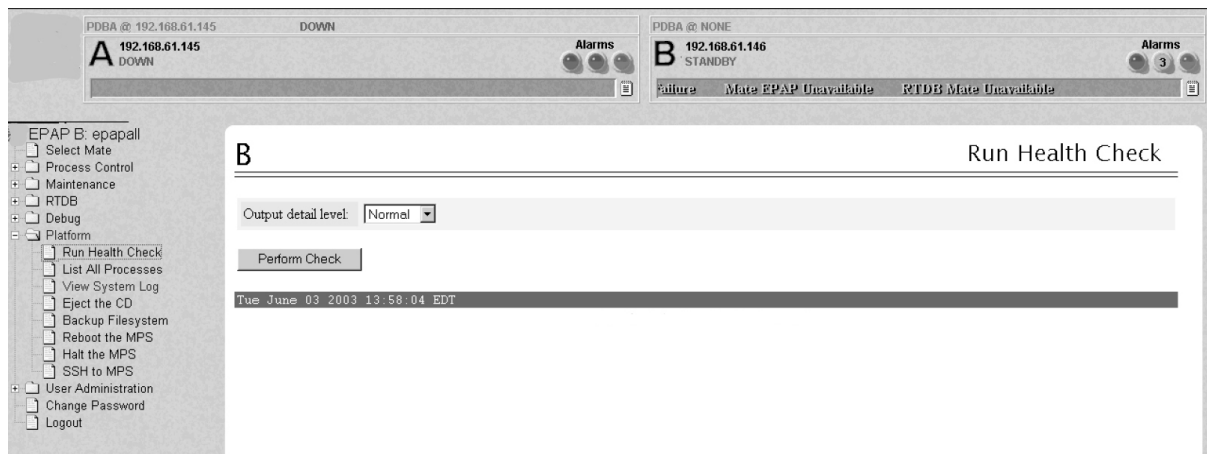 PDBA @ 192.168.61.145 DOWN
A 192.168.61.145
DOWN
Alarms
PDBA @ NONE
B 192.168.61.146
STANDBY
Alarms
3
Failure Mate EPAP Unavailable RTDB Mate Unavailable
EPAP B: epapall
Select Mate
Process Control
Maintenance
RTDB
Debug
Platform
Run Health Check
List All Processes
View System Log
Eject the CD
Backup Filesystem
Reboot the MPS
Halt the MPS
SSH to MPS
User Administration
Change Password
Logout
B Run Health Check
Output detail level: Normal
Perform Check
Tue June 03 2003 13:58:04 EDT